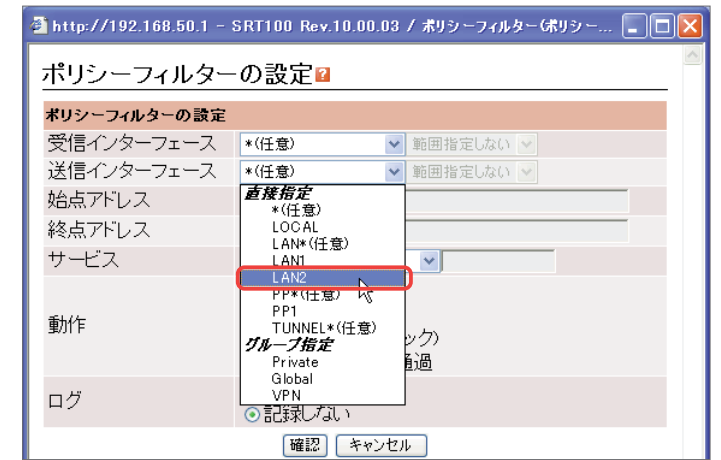 http://192.168.50.1 - SRT100 Rev.10.00.03 / ポリシーフィルター(ポリシー...
ポリシーフィルターの設定?
ポリシーフィルターの設定
受信インターフェース *(任意) 範囲指定しない
送信インターフェース *(任意) 範囲指定しない
始点アドレス
終点アドレス
サービス
動作
ログ
直接指定
*(任意)
LOCAL
LAN*(任意)
LAN1
LAN2
PP*(任意)
PP1
TUNNEL*(任意)
グループ指定
Private
Global
VPN
ック)
通過
記録しない
確認 キャンセル